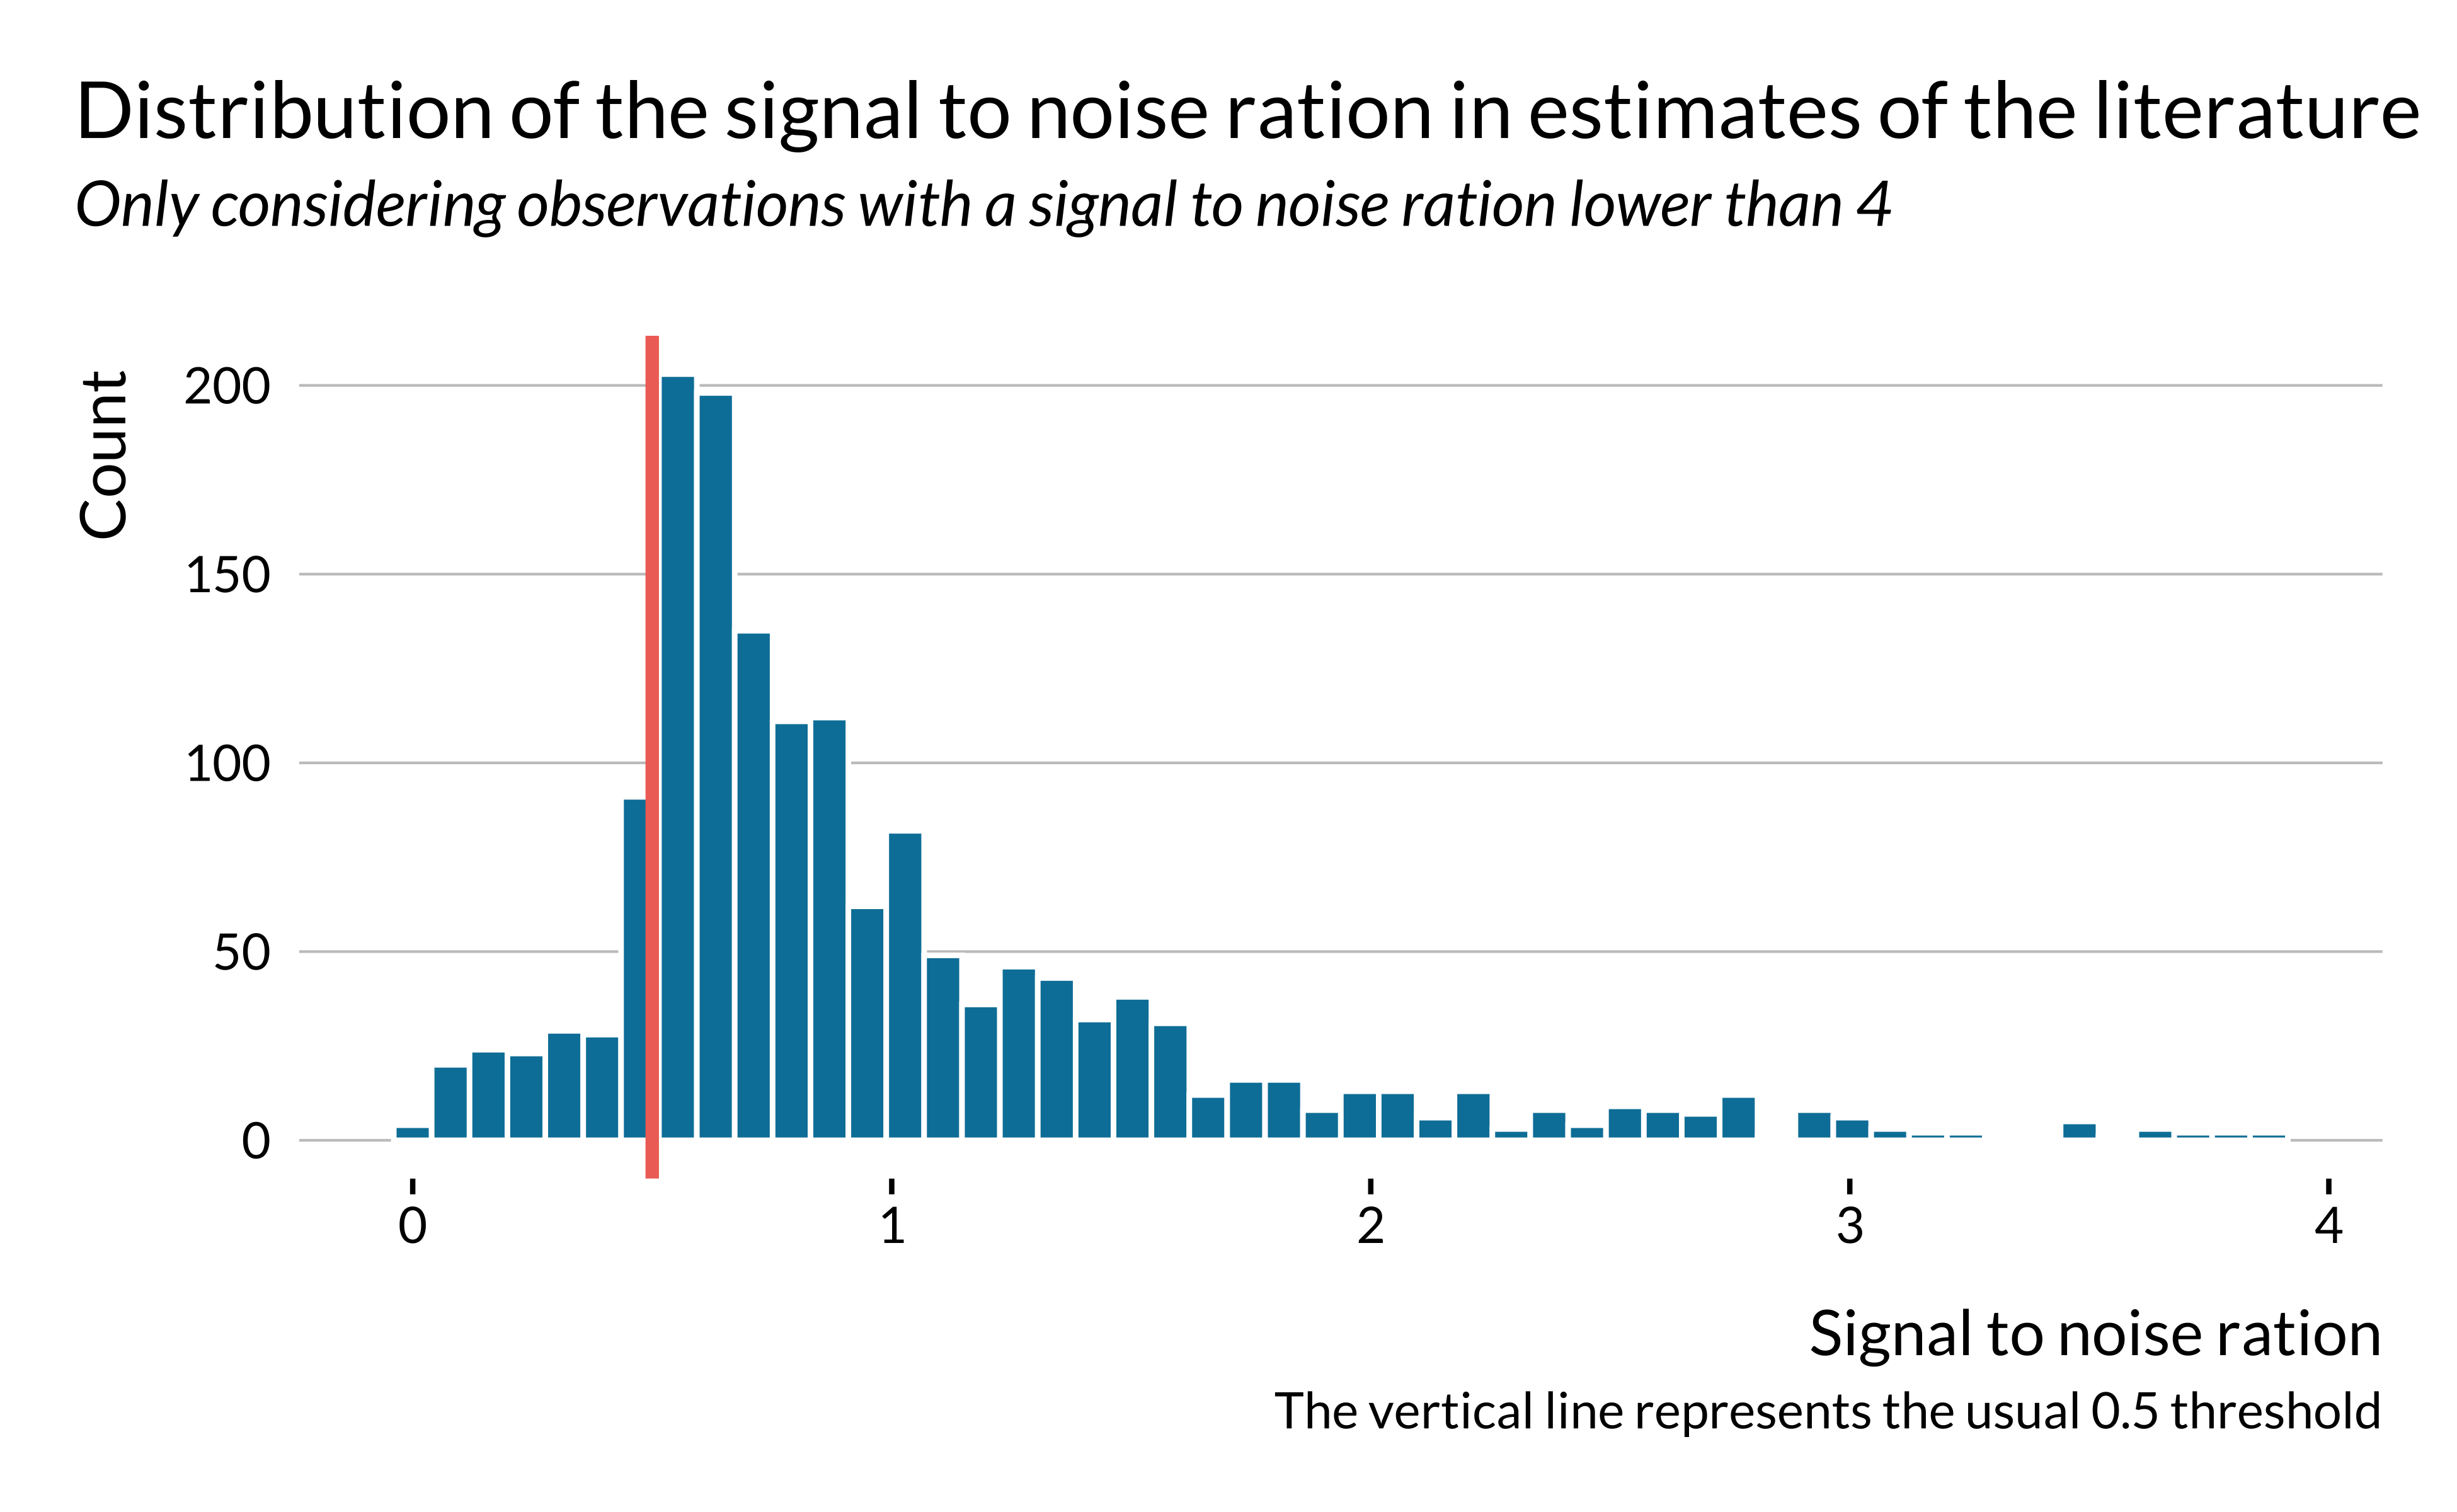 Distribution of the signal to noise ration in estimates of the literature
Only considering observations with a signal to noise ration lower than 4
Count
200
150
100
50
0
0 1 2 3 4
Signal to noise ration
The vertical line represents the usual 0.5 threshold